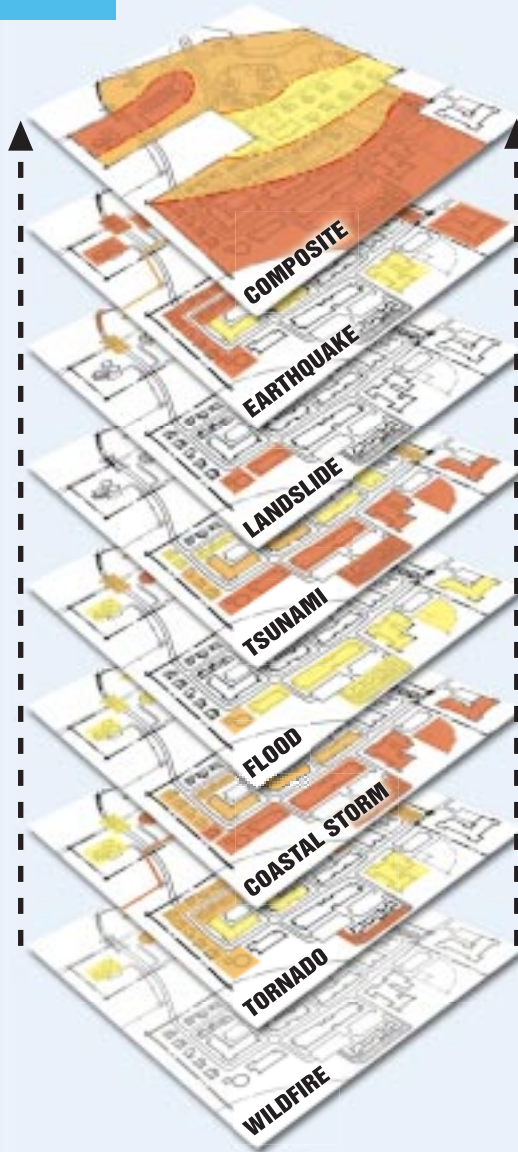 COMPOSITE
EARTHQUAKE
LANDSLIDE
TSUNAMI
FLOOD
COASTAL STORM
TORNADO
WILDFIRE